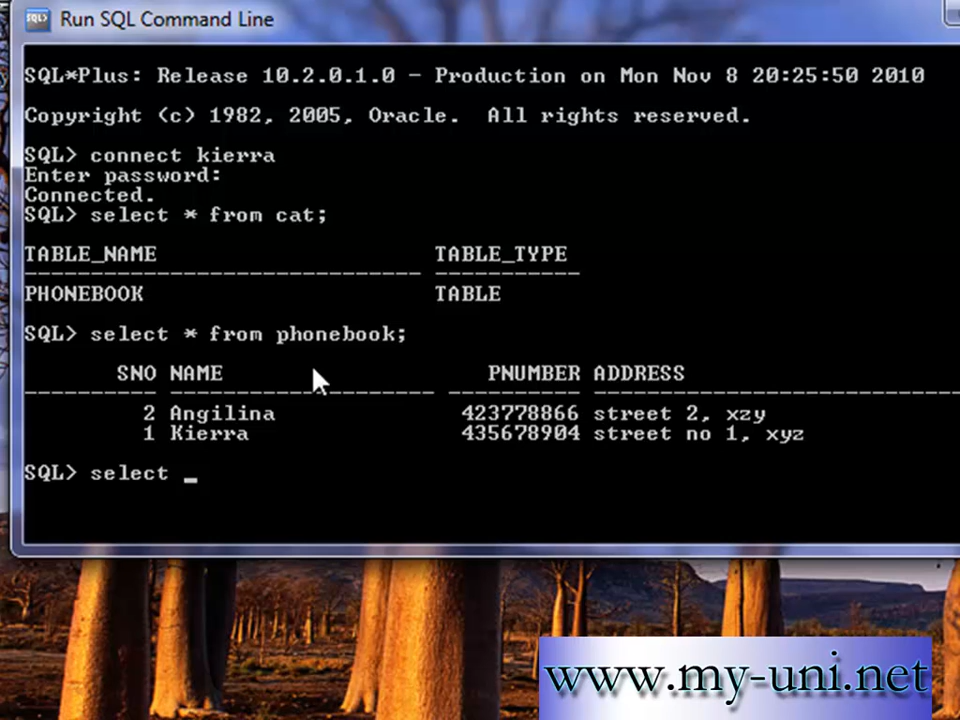 SQL>
Run SQL Command Line
SQL*Plus: Release 10.2.0.1.0 - Production on Mon Nov 8 20:25:50 2010
Copyright (c) 1982, 2005, Oracle.  All rights reserved.
SQL> connect kierra
Enter password:
Connected.
SQL> select * from cat;
TABLE_NAME                     TABLE_TYPE
------------------------------ -----------
PHONEBOOK                      TABLE
SQL> select * from phonebook;
       SNO NAME                    PNUMBER ADDRESS
---------- -------------------- ---------- ----------------------------
         2 Angilina              423778866 street 2, xzy
         1 Kierra                435678904 street no 1, xyz
SQL> select _
www.my-uni.net